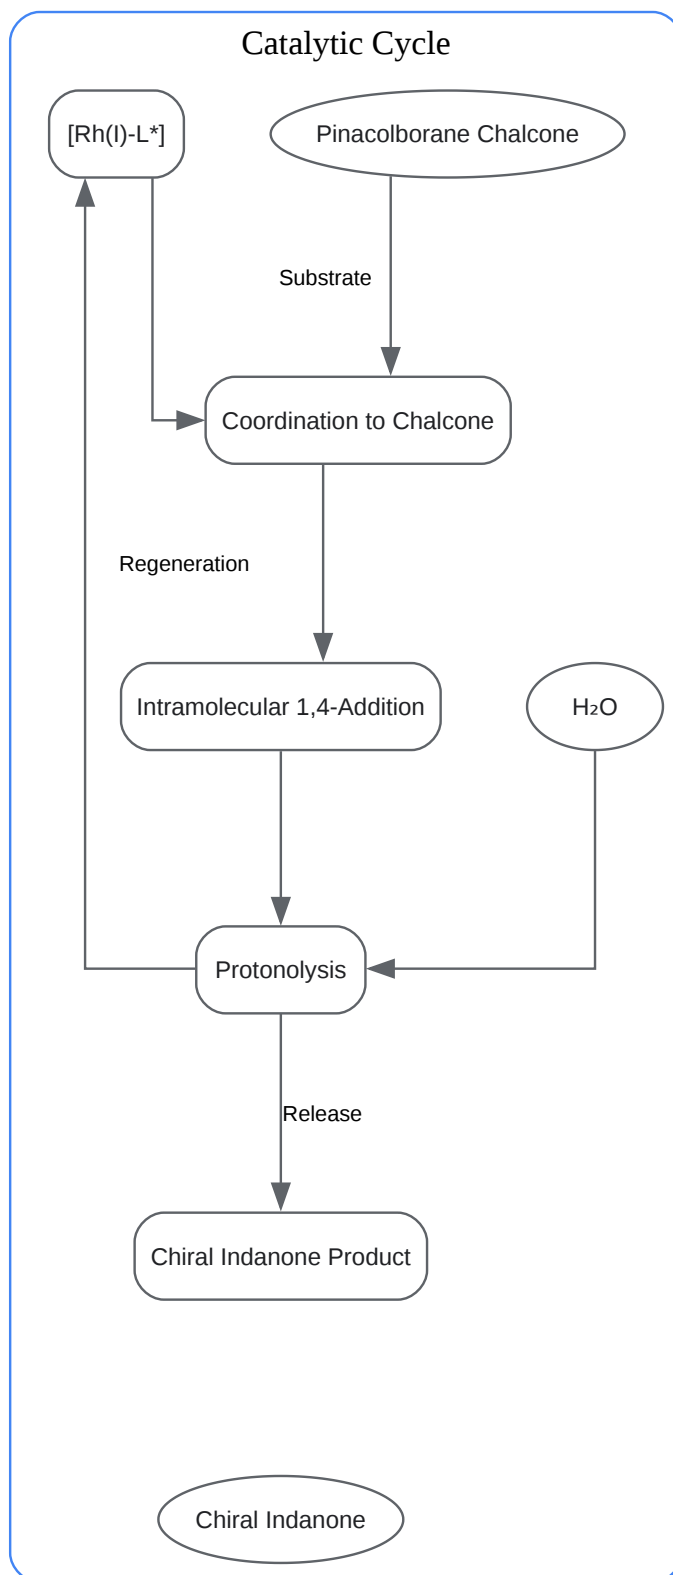 Catalytic Cycle
[Rh(I)-L*]
Pinacolborane Chalcone
Substrate
Coordination to Chalcone
Regeneration
Intramolecular 1,4-Addition
H₂O
Protonolysis
Release
Chiral Indanone Product
Chiral Indanone